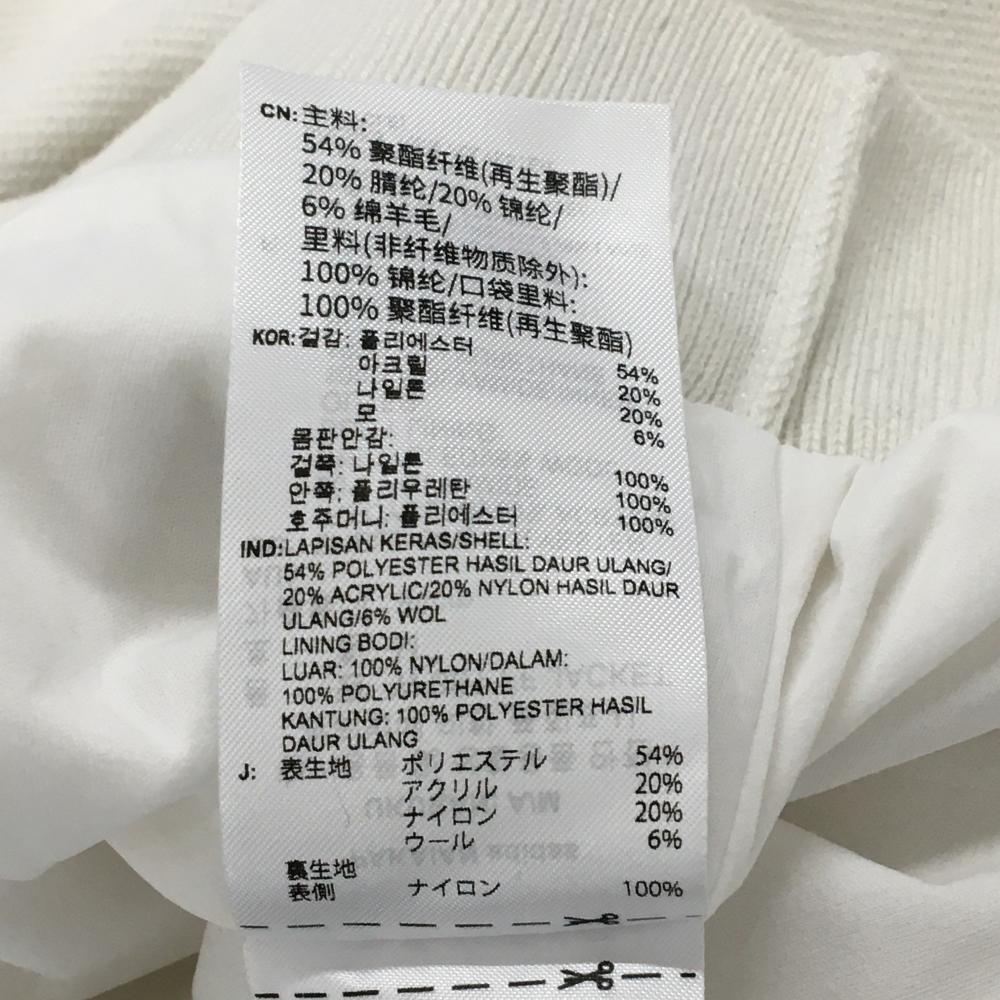 CN: 主料:
54% 聚酯纤维(再生聚酯)/
20% 腈纶/20% 锦纶/
6% 绵羊毛/
里料(非纤维物质除外):
100% 锦纶/口袋里料:
100% 聚酯纤维(再生聚酯)
KOR: 겉감: 폴리에스터 54%
아크릴 20%
나일론 20%
모 6%
몸판안감:
겉쪽: 나일론 100%
안쪽: 폴리우레탄 100%
호주머니: 폴리에스터 100%
IND: LAPISAN KERAS/SHELL:
54% POLYESTER HASIL DAUR ULANG/
20% ACRYLIC/20% NYLON HASIL DAUR
ULANG/6% WOL
LINING BODI:
LUAR: 100% NYLON/DALAM:
100% POLYURETHANE
KANTUNG: 100% POLYESTER HASIL
DAUR ULANG
J: 表生地 ポリエステル 54%
アクリル 20%
ナイロン 20%
ウール 6%
裏生地
表側 ナイロン 100%